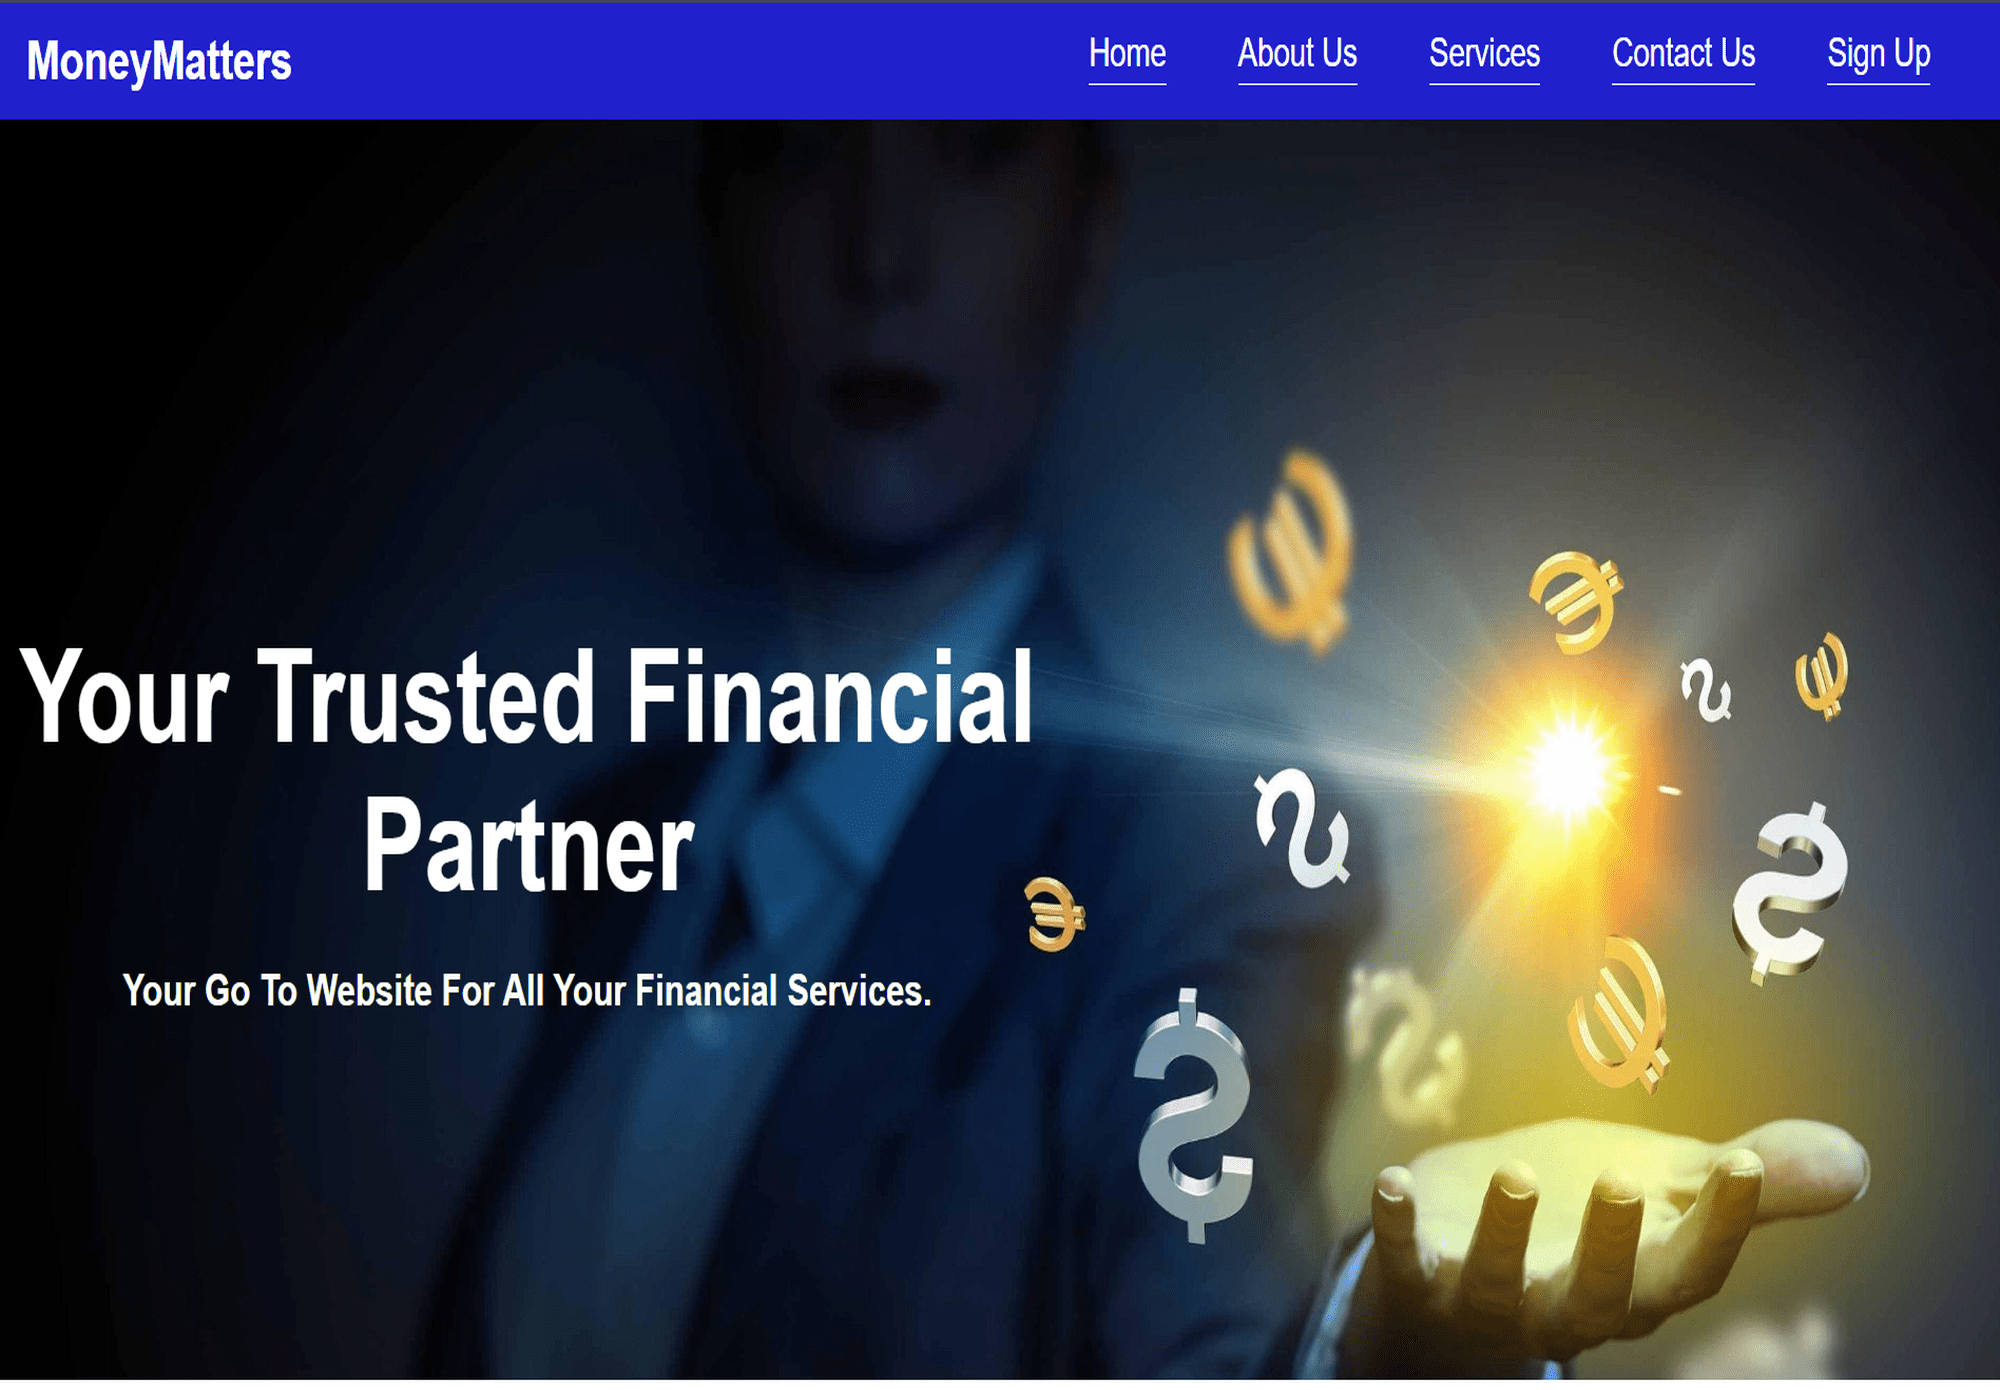 MoneyMatters
Home About Us Services Contact Us Sign Up
Your Trusted Financial
Partner
Your Go To Website For All Your Financial Services.